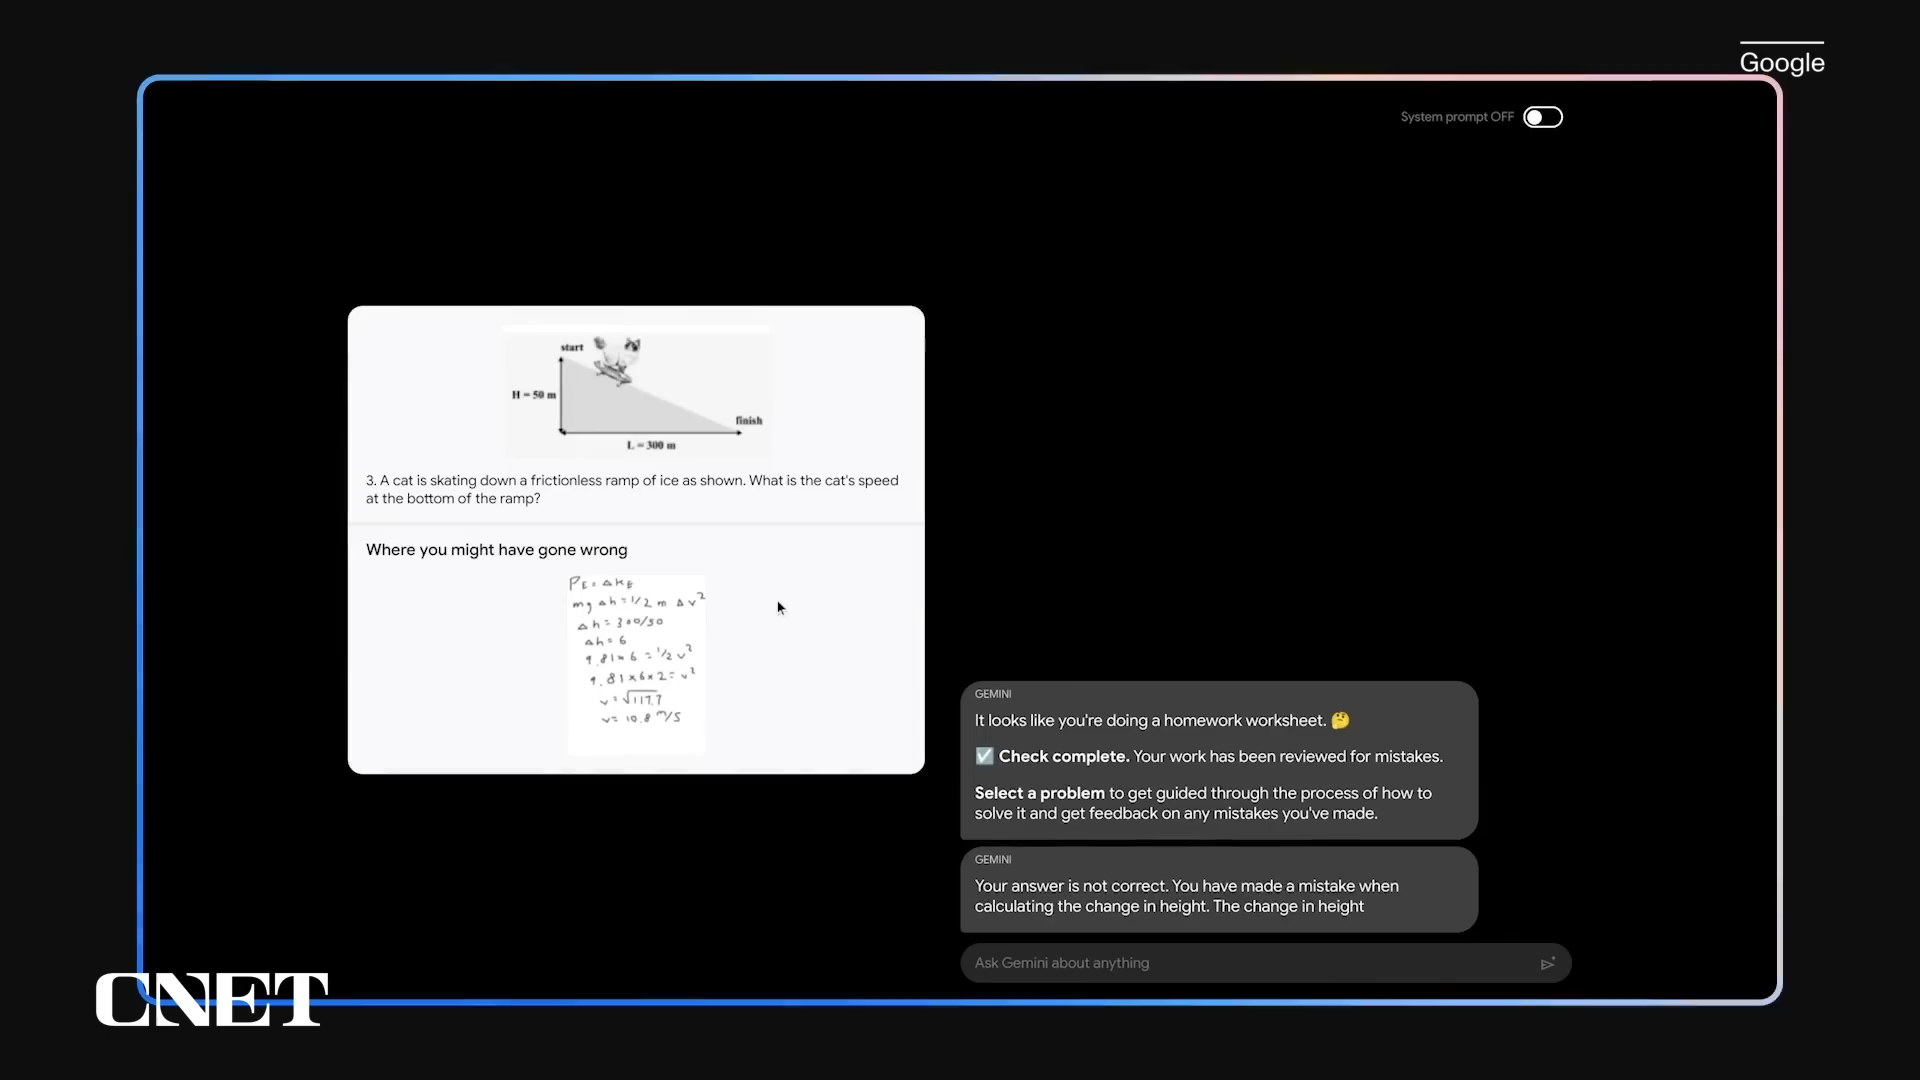 Google
System prompt OFF
start
H = 50 m
finish
L = 300 m
3. A cat is skating down a frictionless ramp of ice as shown. What is the cat's speed
at the bottom of the ramp?
Where you might have gone wrong
PE = ΔKE
mg Δh = 1/2 m Δv²
Δh = 300/50
Δh = 6
9.81 × 6 = 1/2 v²
9.81 × 6 × 2 = v²
v = √117.7
v = 10.8 m/s
GEMINI
It looks like you're doing a homework worksheet. 🤔
☑️ Check complete. Your work has been reviewed for mistakes.
Select a problem to get guided through the process of how to
solve it and get feedback on any mistakes you've made.
GEMINI
Your answer is not correct. You have made a mistake when
calculating the change in height. The change in height
Ask Gemini about anything
CNET